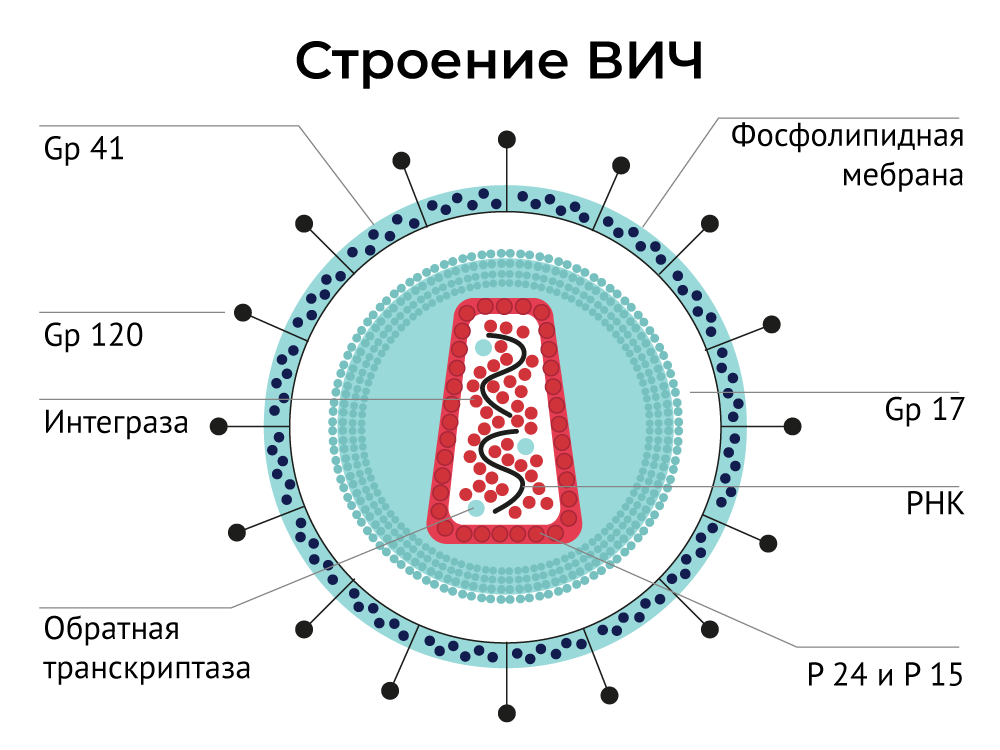 Строение ВИЧ
Gp 41
Фосфолипидная
мебрана
Gp 120
Интеграза
Gp 17
РНК
Обратная
транскриптаза
P 24 и P 15